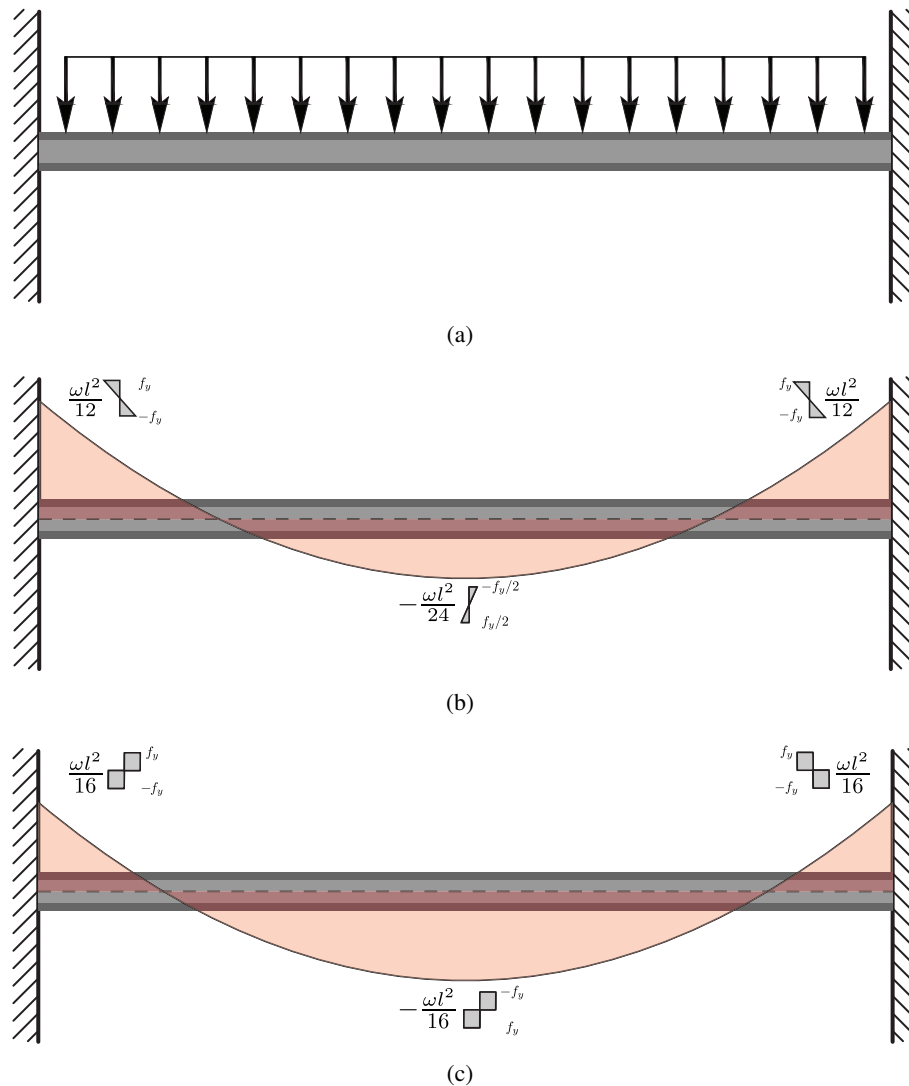 (a)
ωl²/12 f_y −f_y
f_y −f_y ωl²/12
−ωl²/24 −f_y/2 f_y/2
(b)
ωl²/16 f_y −f_y
f_y −f_y ωl²/16
−ωl²/16 −f_y f_y
(c)